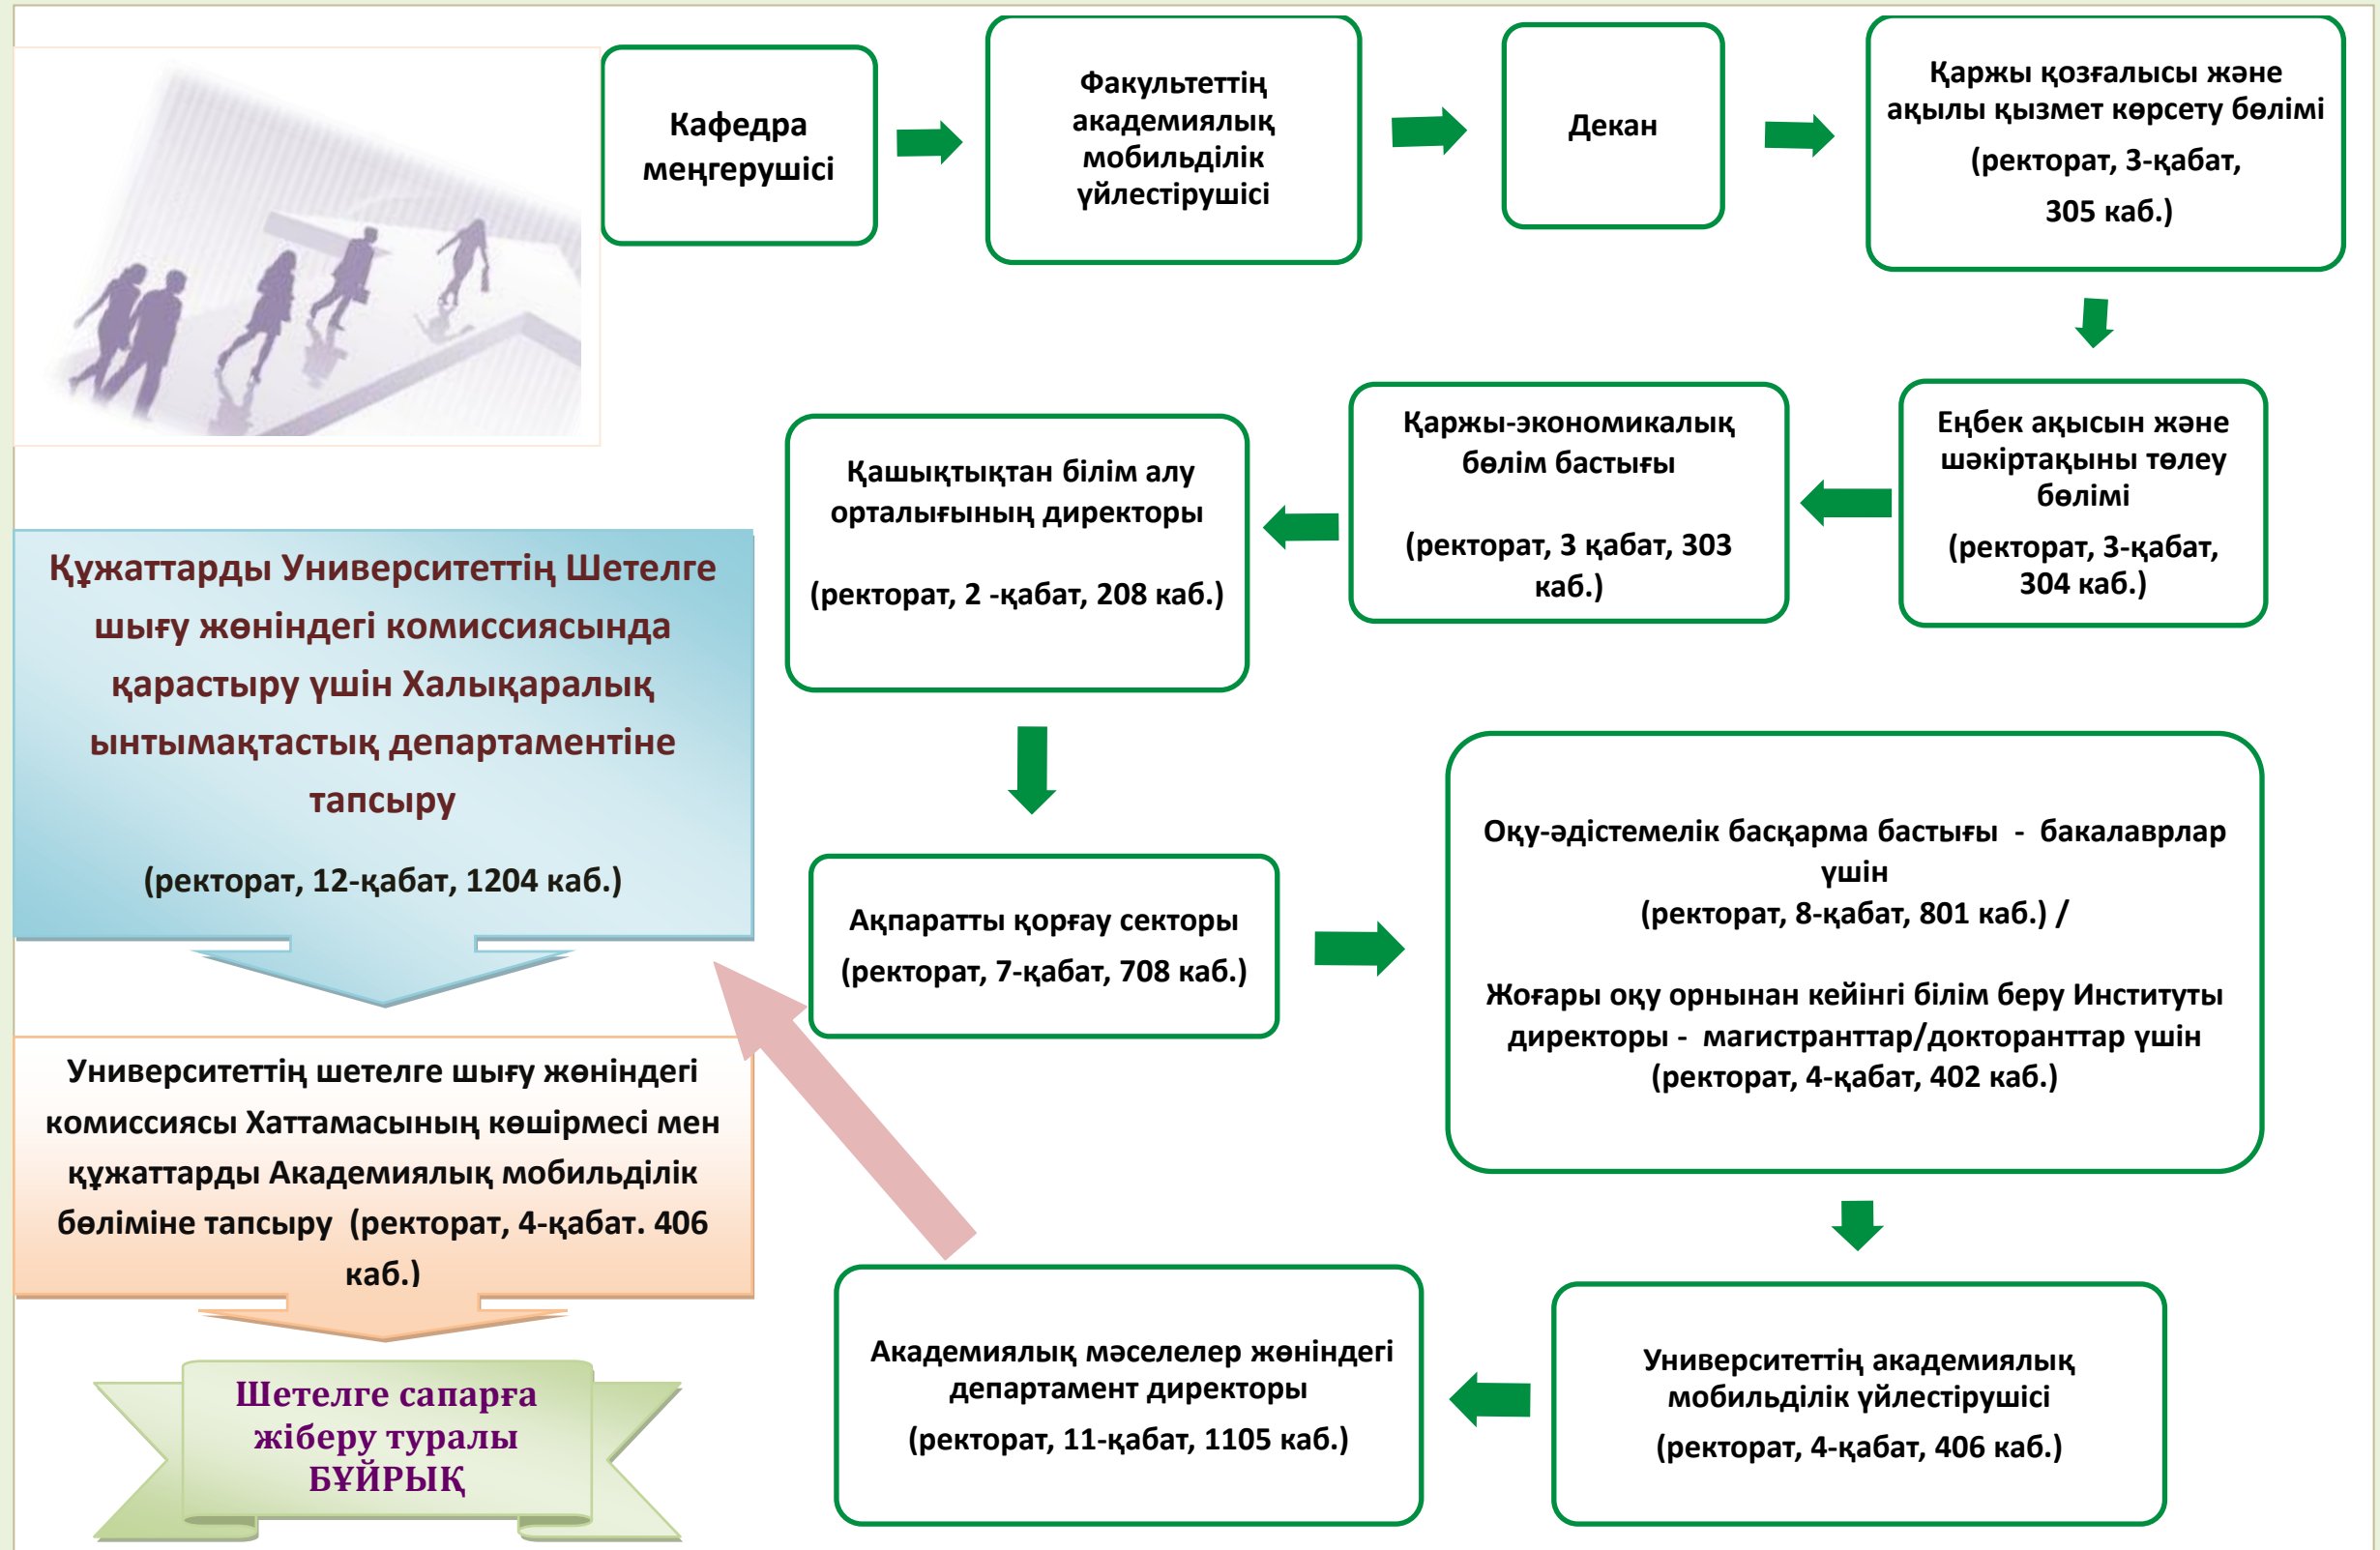 Кафедра
меңгерушісі
Факультеттің
академиялық
мобильділік
үйлестірушісі
Декан
Қаржы қозғалысы және
ақылы қызмет көрсету бөлімі
(ректорат, 3-қабат,
305 каб.)
Еңбек ақысын және
шәкіртақыны төлеу
бөлімі
(ректорат, 3-қабат,
304 каб.)
Қаржы-экономикалық
бөлім бастығы
(ректорат, 3 қабат, 303
каб.)
Қашықтықтан білім алу
орталығының директоры
(ректорат, 2 -қабат, 208 каб.)
Ақпаратты қорғау секторы
(ректорат, 7-қабат, 708 каб.)
Оқу-әдістемелік басқарма бастығы - бакалаврлар
үшін
(ректорат, 8-қабат, 801 каб.) /
Жоғары оқу орнынан кейінгі білім беру Институты
директоры - магистранттар/докторанттар үшін
(ректорат, 4-қабат, 402 каб.)
Университеттің академиялық
мобильділік үйлестірушісі
(ректорат, 4-қабат, 406 каб.)
Академиялық мәселелер жөніндегі
департамент директоры
(ректорат, 11-қабат, 1105 каб.)
Құжаттарды Университеттің Шетелге
шығу жөніндегі комиссиясында
қарастыру үшін Халықаралық
ынтымақтастық департаментіне
тапсыру
(ректорат, 12-қабат, 1204 каб.)
Университеттің шетелге шығу жөніндегі
комиссиясы Хаттамасының көшірмесі мен
құжаттарды Академиялық мобильділік
бөліміне тапсыру (ректорат, 4-қабат. 406
каб.)
Шетелге сапарға
жіберу туралы
БҰЙРЫҚ